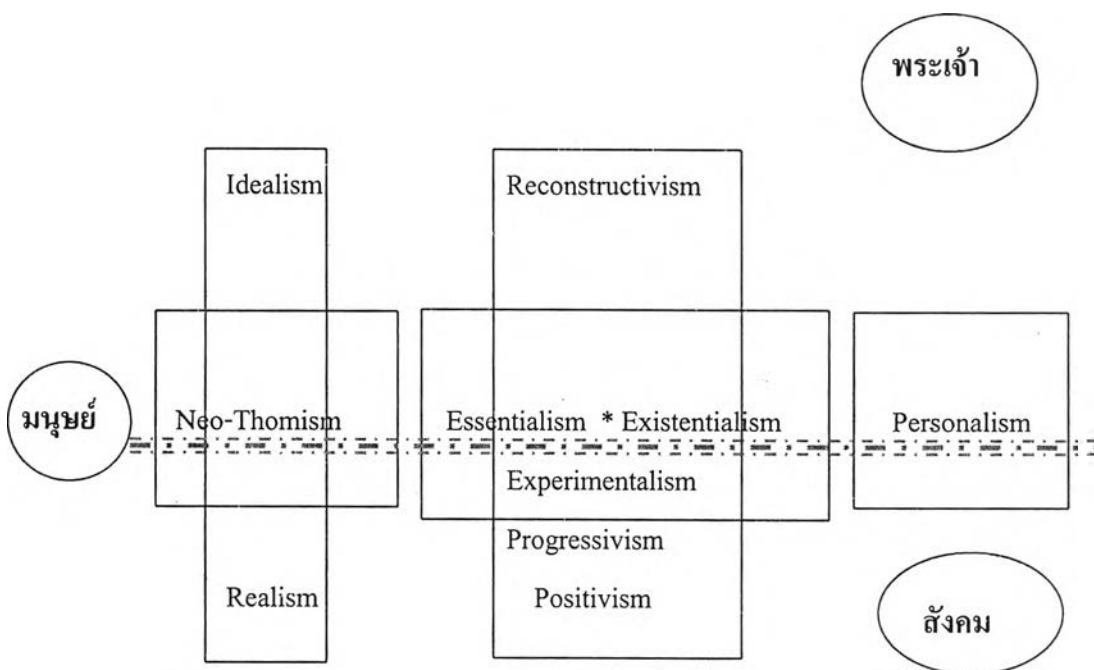 พระเจ้า
Idealism
Reconstructivism
มนุษย์
Neo-Thomism
Essentialism * Existentialism
Personalism
Experimentalism
Progressivism
Realism
Positivism
สังคม